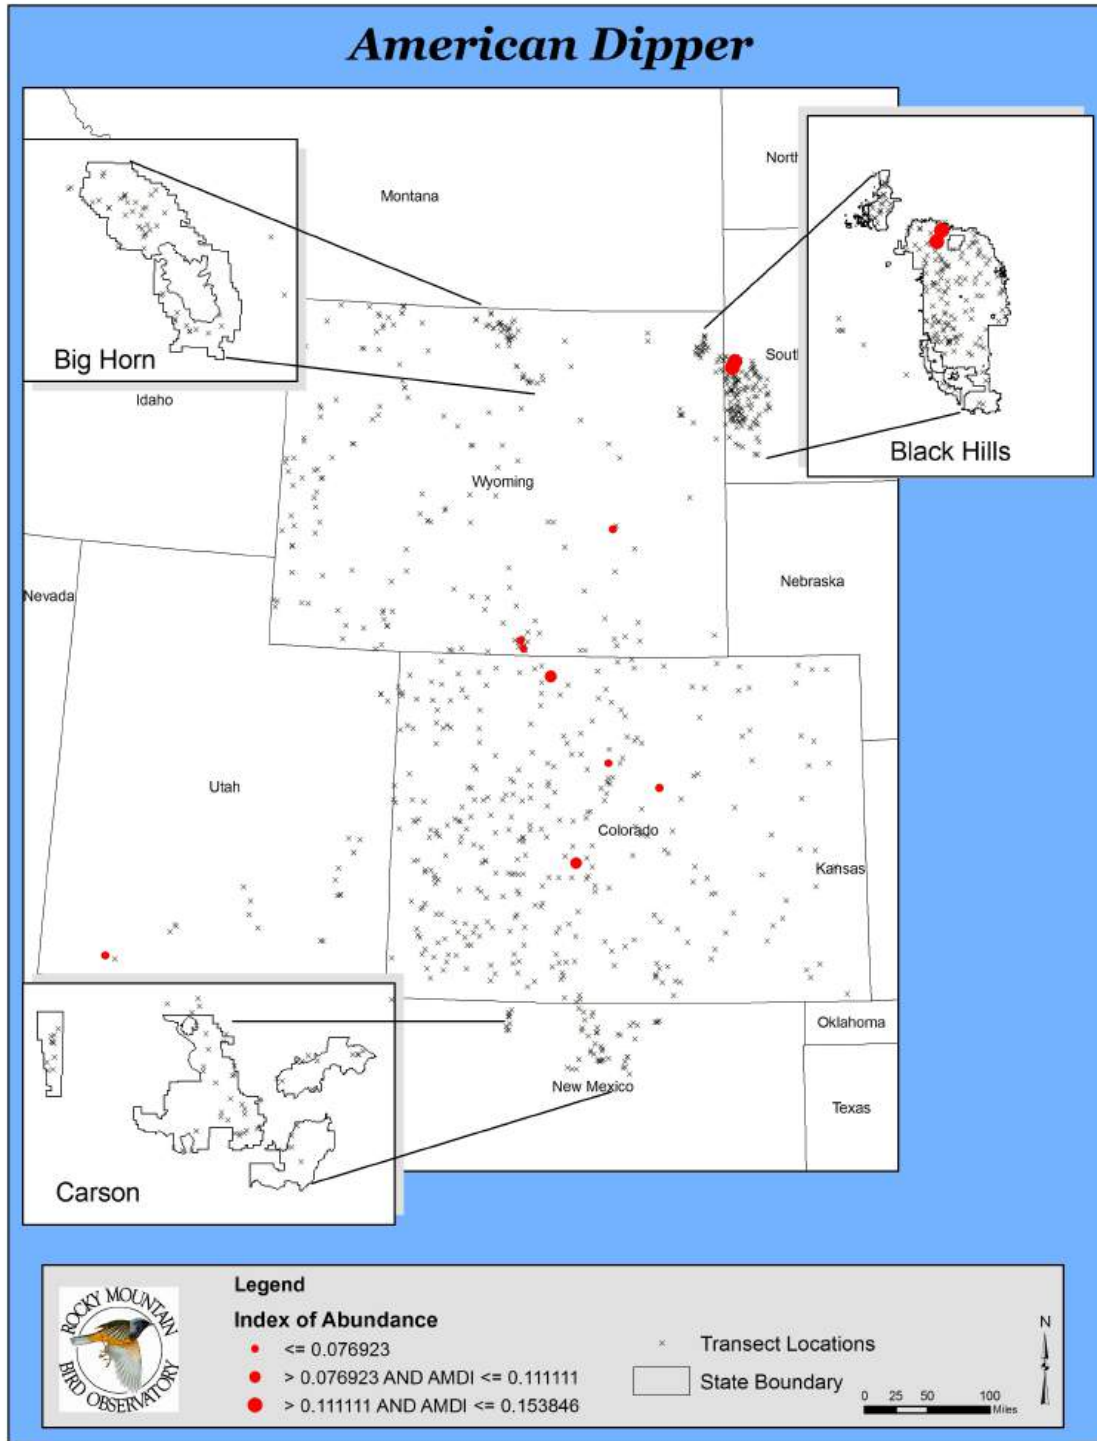 American Dipper
Montana
North
Big Horn
Idaho
South
Black Hills
Wyoming
Nevada
Nebraska
Utah
Colorado
Kansas
Oklahoma
New Mexico
Texas
Carson
ROCKY MOUNTAIN
BIRD OBSERVATORY
Legend
Index of Abundance
<= 0.076923
> 0.076923 AND AMDI <= 0.111111
> 0.111111 AND AMDI <= 0.153846
Transect Locations
State Boundary
N
0 25 50 100
Miles